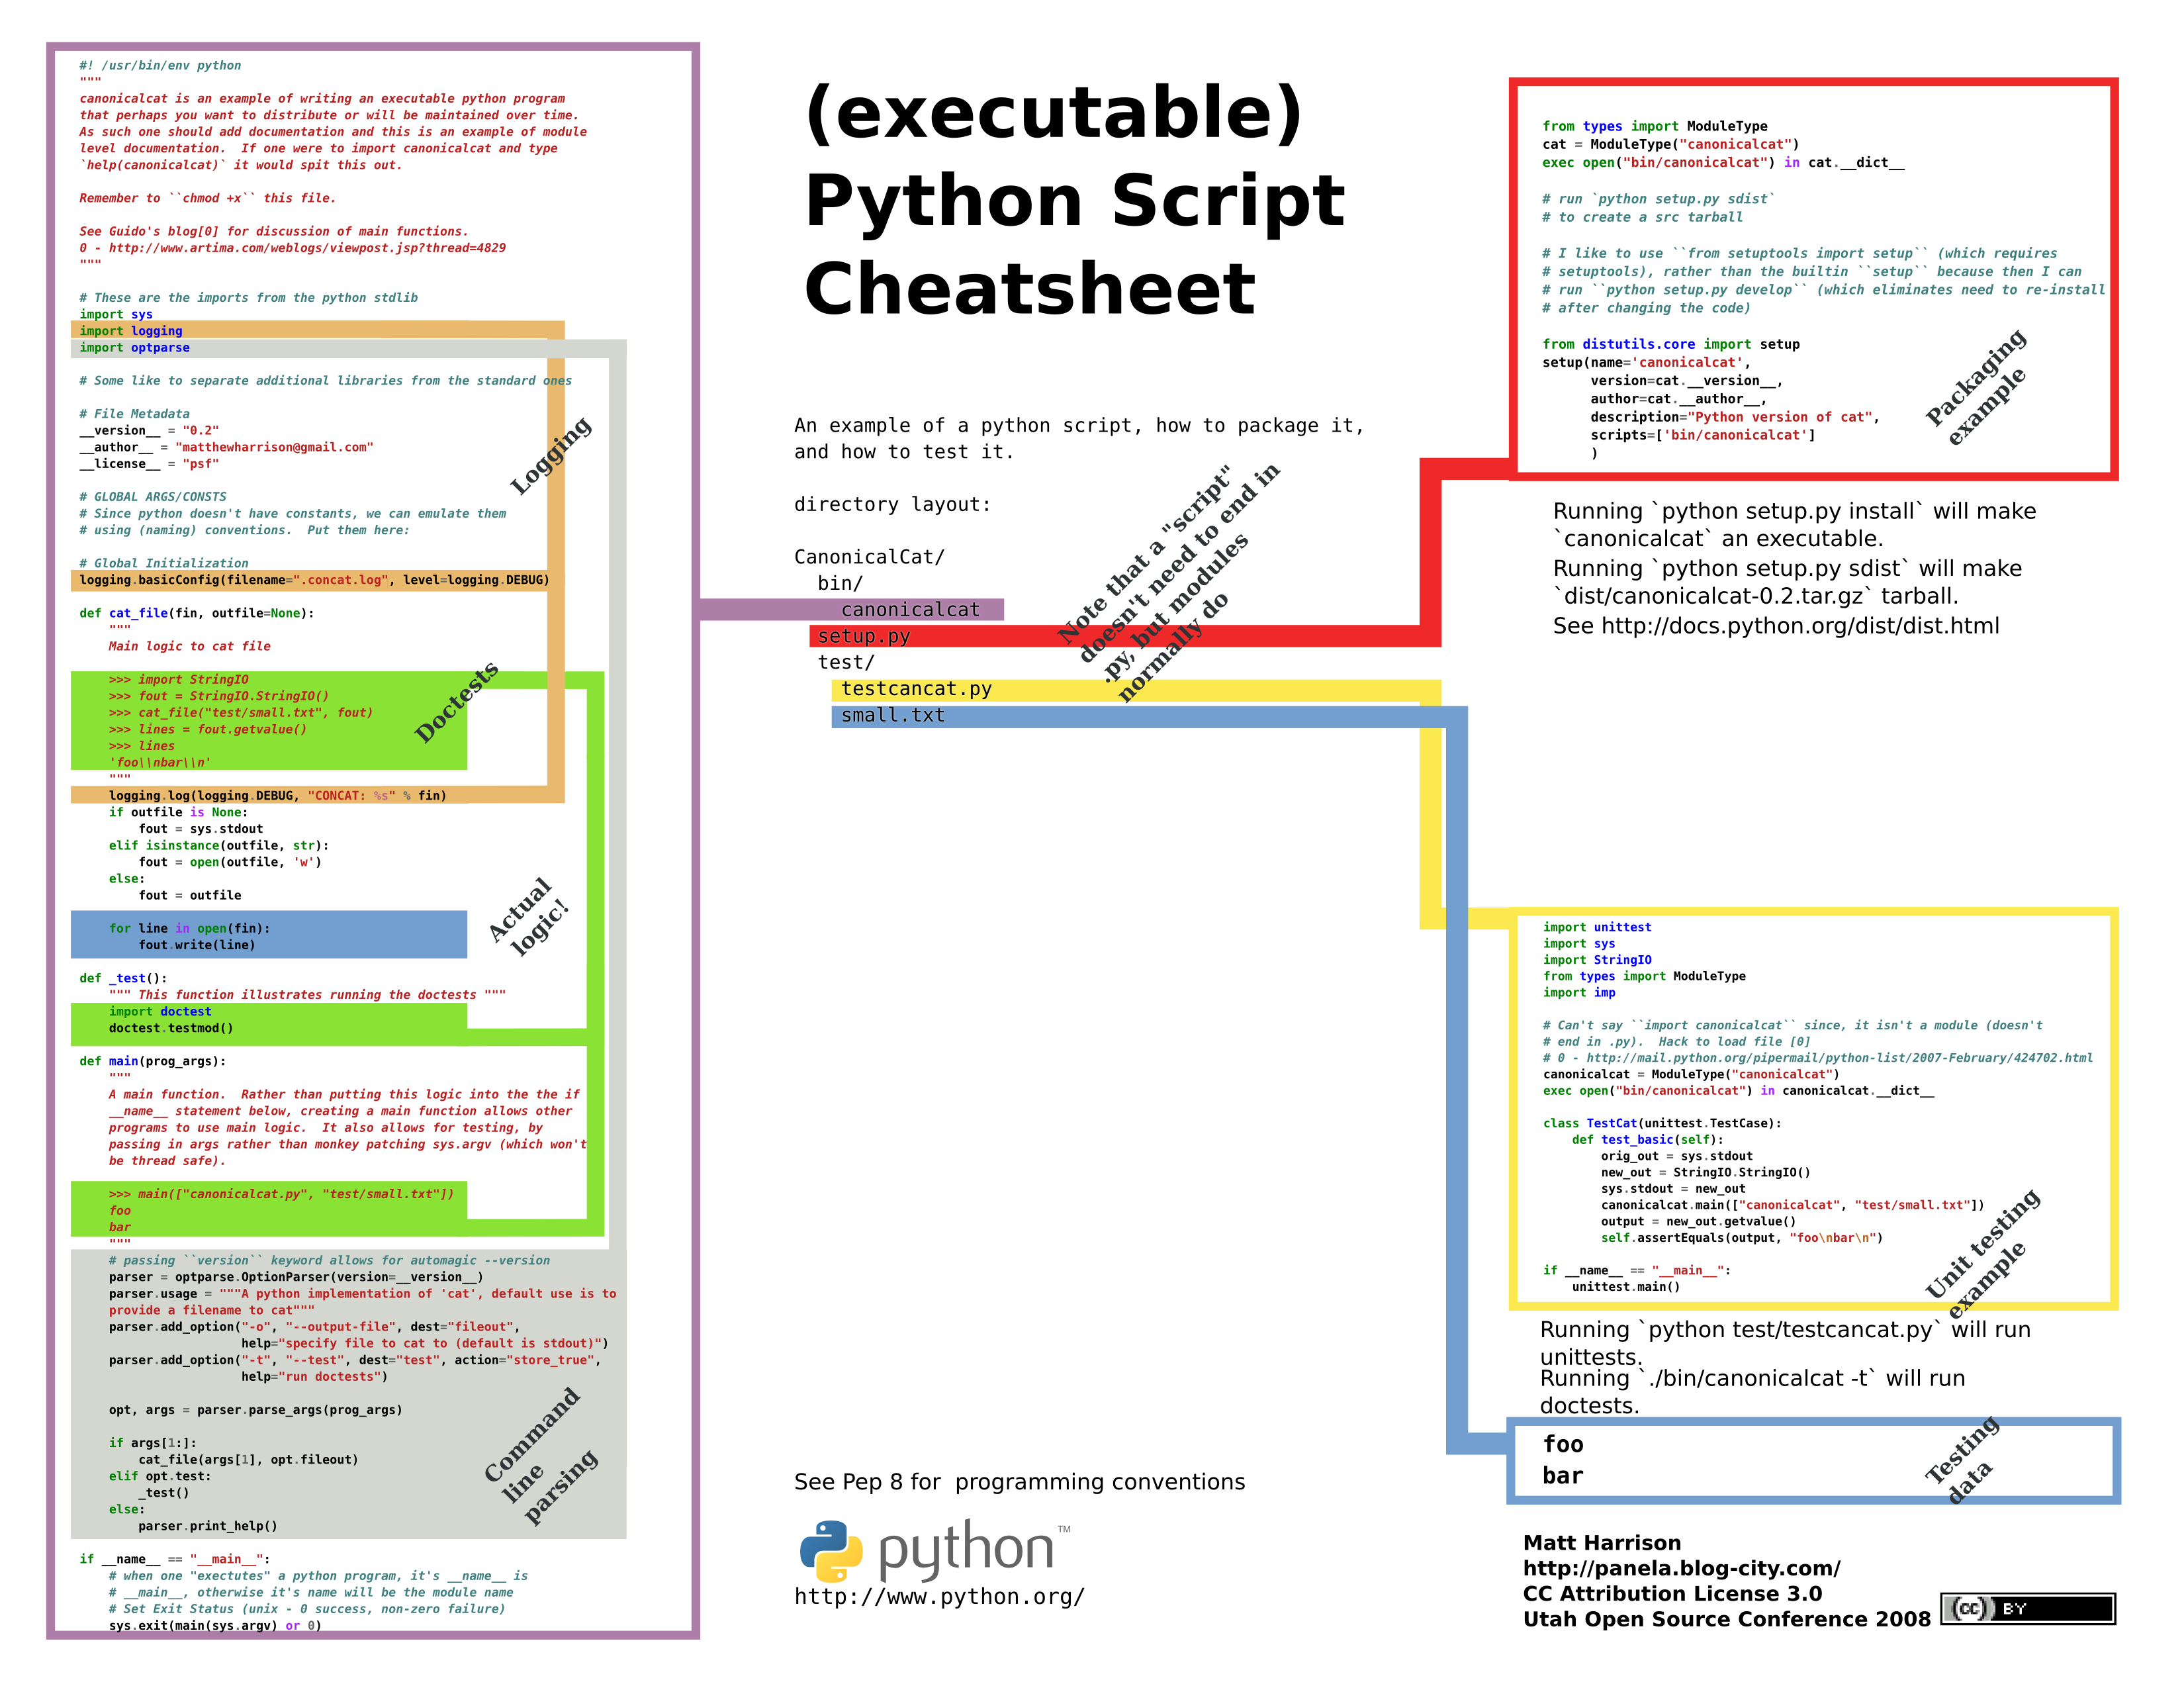 #! /usr/bin/env python
"""
canonicalcat is an example of writing an executable python program
that perhaps you want to distribute or will be maintained over time.
As such one should add documentation and this is an example of module
level documentation.  If one were to import canonicalcat and type
`help(canonicalcat)` it would spit this out.

Remember to ``chmod +x`` this file.

See Guido's blog[0] for discussion of main functions.
0 - http://www.artima.com/weblogs/viewpost.jsp?thread=4829
"""

# These are the imports from the python stdlib
import sys
import logging
import optparse

# Some like to separate additional libraries from the standard ones

# File Metadata
__version__ = "0.2"
__author__ = "matthewharrison@gmail.com"
__license__ = "psf"

# GLOBAL ARGS/CONSTS
# Since python doesn't have constants, we can emulate them
# using (naming) conventions.  Put them here:

# Global Initialization
logging.basicConfig(filename=".concat.log", level=logging.DEBUG)

def cat_file(fin, outfile=None):
    """
    Main logic to cat file

    >>> import StringIO
    >>> fout = StringIO.StringIO()
    >>> cat_file("test/small.txt", fout)
    >>> lines = fout.getvalue()
    >>> lines
    'foo\\nbar\\n'
    """
    logging.log(logging.DEBUG, "CONCAT: %s" % fin)
    if outfile is None:
        fout = sys.stdout
    elif isinstance(outfile, str):
        fout = open(outfile, 'w')
    else:
        fout = outfile

    for line in open(fin):
        fout.write(line)

def _test():
    """ This function illustrates running the doctests """
    import doctest
    doctest.testmod()

def main(prog_args):
    """
    A main function.  Rather than putting this logic into the the if
    __name__ statement below, creating a main function allows other
    programs to use main logic.  It also allows for testing, by
    passing in args rather than monkey patching sys.argv (which won't
    be thread safe).

    >>> main(["canonicalcat.py", "test/small.txt"])
    foo
    bar
    """
    # passing ``version`` keyword allows for automagic --version
    parser = optparse.OptionParser(version=__version__)
    parser.usage = """A python implementation of 'cat', default use is to
    provide a filename to cat"""
    parser.add_option("-o", "--output-file", dest="fileout",
                      help="specify file to cat to (default is stdout)")
    parser.add_option("-t", "--test", dest="test", action="store_true",
                      help="run doctests")

    opt, args = parser.parse_args(prog_args)

    if args[1:]:
        cat_file(args[1], opt.fileout)
    elif opt.test:
        _test()
    else:
        parser.print_help()

if __name__ == "__main__":
    # when one "exectutes" a python program, it's __name__ is
    # __main__, otherwise it's name will be the module name
    # Set Exit Status (unix - 0 success, non-zero failure)
    sys.exit(main(sys.argv) or 0)
Logging
Doctests
Actual
logic!
Command
line
parsing
(executable)
Python Script
Cheatsheet
An example of a python script, how to package it,
and how to test it.

directory layout:

CanonicalCat/
  bin/
    canonicalcat
  setup.py
  test/
    testcancat.py
    small.txt
Note that a "script"
doesn't need to end in
.py, but modules
normally do
See Pep 8 for  programming conventions
python™
http://www.python.org/
from types import ModuleType
cat = ModuleType("canonicalcat")
exec open("bin/canonicalcat") in cat.__dict__

# run `python setup.py sdist`
# to create a src tarball

# I like to use ``from setuptools import setup`` (which requires
# setuptools), rather than the builtin ``setup`` because then I can
# run ``python setup.py develop`` (which eliminates need to re-install
# after changing the code)

from distutils.core import setup
setup(name='canonicalcat',
      version=cat.__version__,
      author=cat.__author__,
      description="Python version of cat",
      scripts=['bin/canonicalcat']
      )
Packaging
example
Running `python setup.py install` will make
`canonicalcat` an executable.
Running `python setup.py sdist` will make
`dist/canonicalcat-0.2.tar.gz` tarball.
See http://docs.python.org/dist/dist.html
import unittest
import sys
import StringIO
from types import ModuleType
import imp

# Can't say ``import canonicalcat`` since, it isn't a module (doesn't
# end in .py).  Hack to load file [0]
# 0 - http://mail.python.org/pipermail/python-list/2007-February/424702.html
canonicalcat = ModuleType("canonicalcat")
exec open("bin/canonicalcat") in canonicalcat.__dict__

class TestCat(unittest.TestCase):
    def test_basic(self):
        orig_out = sys.stdout
        new_out = StringIO.StringIO()
        sys.stdout = new_out
        canonicalcat.main(["canonicalcat", "test/small.txt"])
        output = new_out.getvalue()
        self.assertEquals(output, "foo\nbar\n")

if __name__ == "__main__":
    unittest.main()
Unit testing
example
Running `python test/testcancat.py` will run
unittests.
Running `./bin/canonicalcat -t` will run
doctests.
foo
bar
Testing
data
Matt Harrison
http://panela.blog-city.com/
CC Attribution License 3.0
Utah Open Source Conference 2008
cc BY